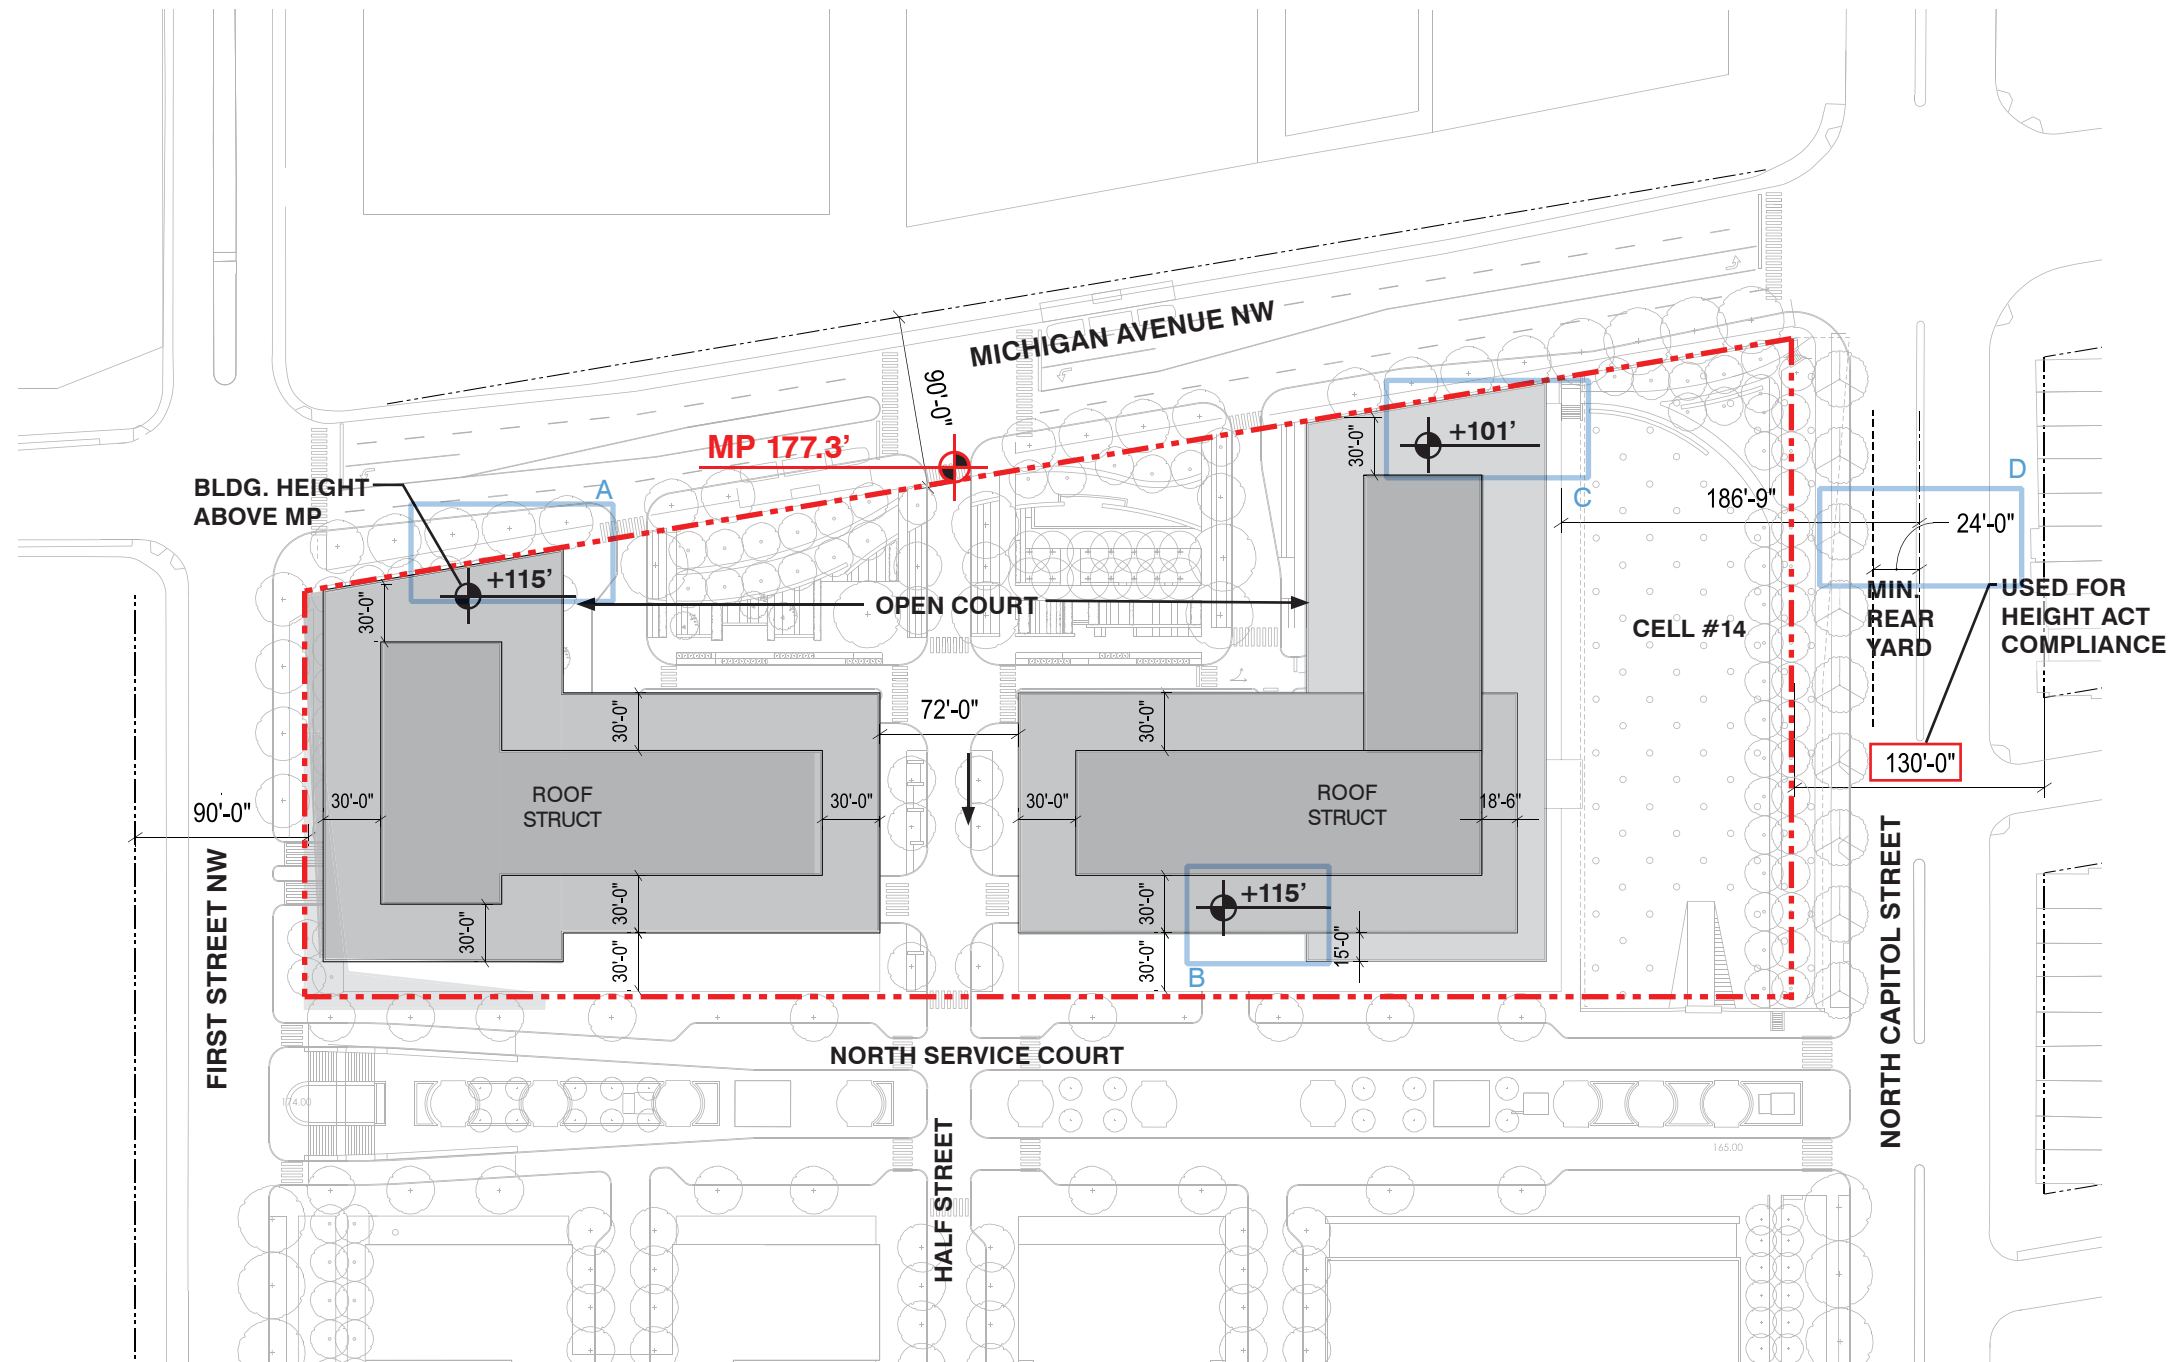 MICHIGAN AVENUE NW
90'-0"
MP 177.3'
+101'
30'-0"
C
186'-9"
D
24'-0"
BLDG. HEIGHT
ABOVE MP
A
+115'
30'-0"
OPEN COURT
CELL #14
MIN.
REAR
YARD
USED FOR
HEIGHT ACT
COMPLIANCE
130'-0"
72'-0"
30'-0"
30'-0"
90'-0"
30'-0"
ROOF
STRUCT
30'-0"
30'-0"
ROOF
STRUCT
18'-6"
30'-0"
30'-0"
30'-0"
30'-0"
30'-0"
+115'
15'-0"
B
FIRST STREET NW
NORTH CAPITOL STREET
NORTH SERVICE COURT
HALF STREET
174.00
165.00